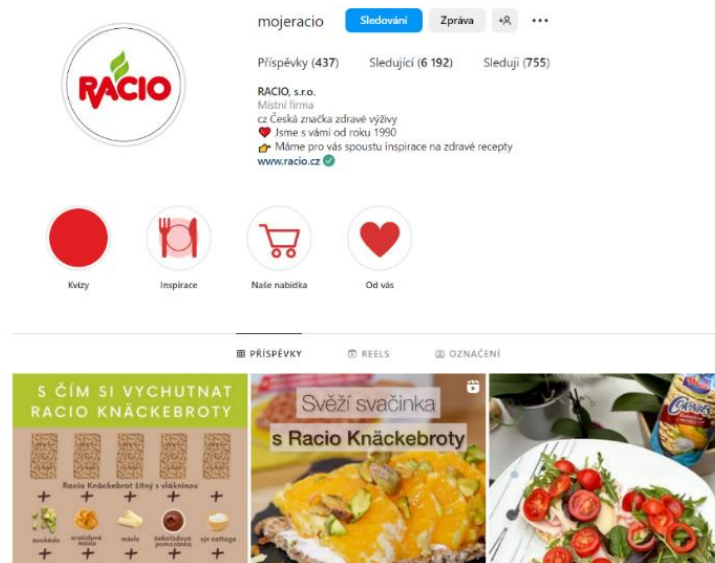 mojeracio
Sledování
Zpráva
Příspěvky (437) Sledující (6 192) Sleduji (755)
RACIO
RACIO, s.r.o.
Místní firma
cz Česká značka zdravé výživy
Jsme s vámi od roku 1990
Máme pro vás spoustu inspirace na zdravé recepty
www.racio.cz
Kvízy Inspirace Naše nabídka Od vás
PŘÍSPĚVKY REELS OZNAČENÍ
S ČÍM SI VYCHUTNAT
RACIO KNÄCKEBROTY
Racio Knäckebrot žitný s vlákninou
+ + + + +
avokádo arašídové máslo máslo čokoládová pomazánka sýr cottage
+ + + + +
Svěží svačinka
s Racio Knäckebroty